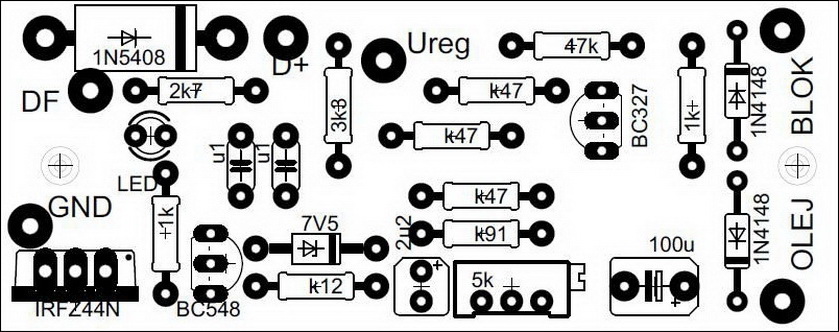 1N5408
D+
Ureg
47k
DF
2k7
3k3
k47
k47
BC327
1k
1N4148
BLOK
u1
u1
LED
GND
1k
7V5
2u2
k47
k91
100u
1N4148
OLEJ
IRFZ44N
BC548
k12
5k